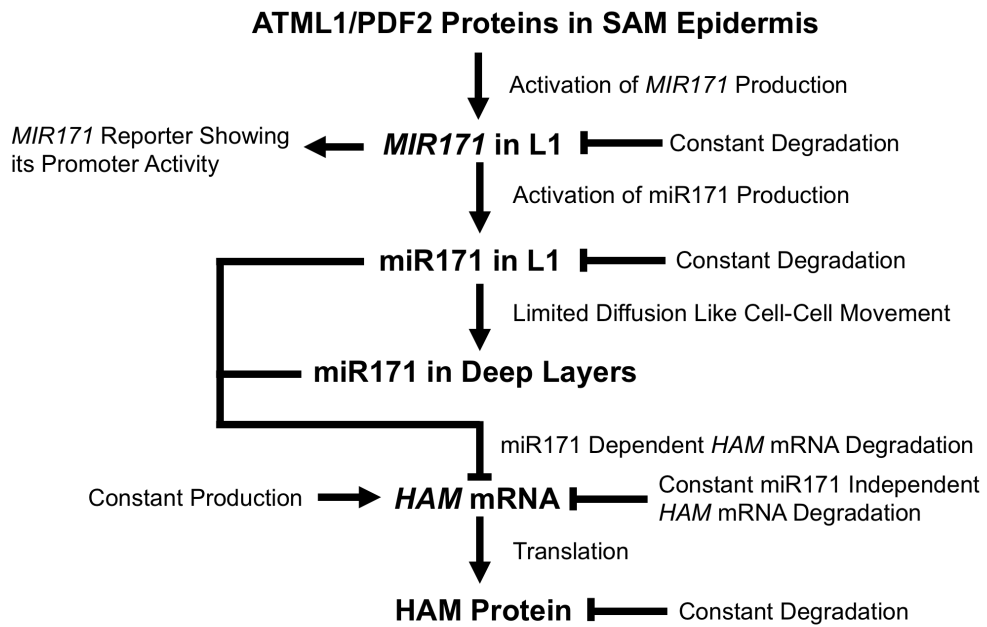 ATML1/PDF2 Proteins in SAM Epidermis
Activation of MIR171 Production
MIR171 Reporter Showing
its Promoter Activity
MIR171 in L1
Constant Degradation
Activation of miR171 Production
miR171 in L1
Constant Degradation
Limited Diffusion Like Cell-Cell Movement
miR171 in Deep Layers
miR171 Dependent HAM mRNA Degradation
Constant Production
HAM mRNA
Constant miR171 Independent
HAM mRNA Degradation
Translation
HAM Protein
Constant Degradation